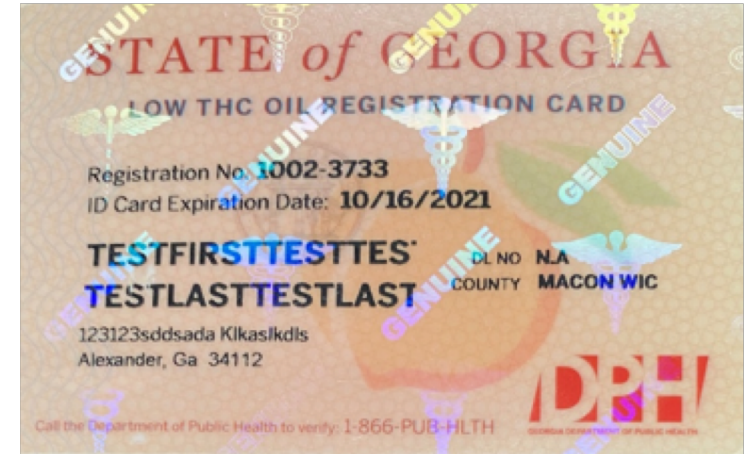 STATE of GEORGIA
LOW THC OIL REGISTRATION CARD
Registration No. 1002-3733
ID Card Expiration Date: 10/16/2021
TESTFIRSTTESTTES'
TESTLASTTESTLAST
DL NO N.A
COUNTY MACON WIC
123123sddsada Klkaslkdls
Alexander, Ga 34112
DPH
GEORGIA DEPARTMENT OF PUBLIC HEALTH
Call the Department of Public Health to verify: 1-866-PUB-HLTH
GENUINE
GENUINE
GENUINE
GENUINE
GENUINE
GENUINE
GENUINE
GENUINE